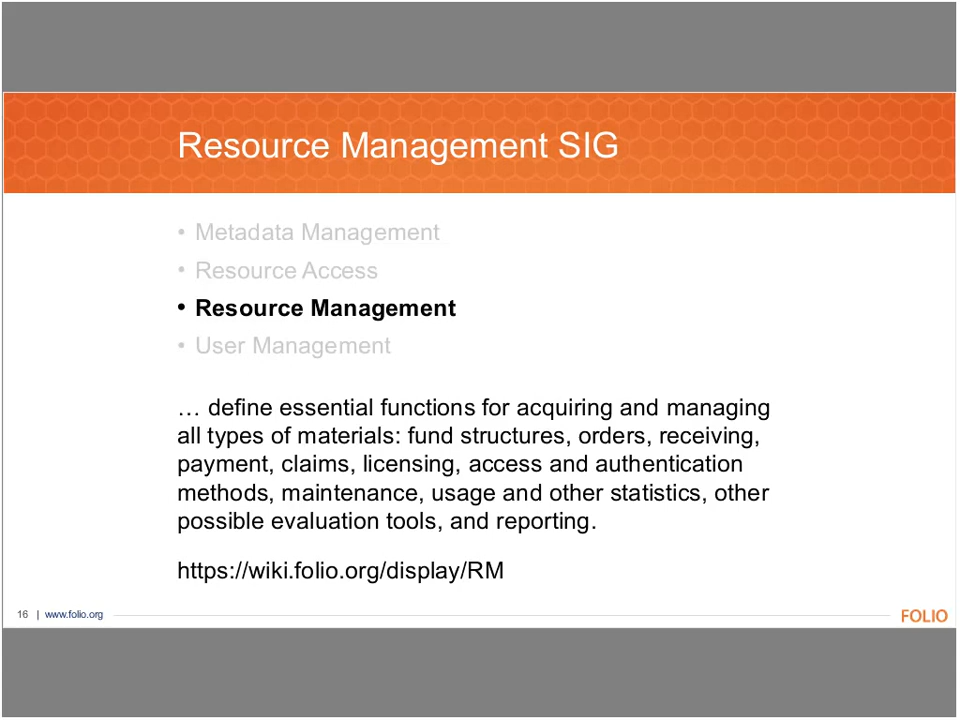 Resource Management SIG
• Metadata Management
• Resource Access
• Resource Management
• User Management
… define essential functions for acquiring and managing
all types of materials: fund structures, orders, receiving,
payment, claims, licensing, access and authentication
methods, maintenance, usage and other statistics, other
possible evaluation tools, and reporting.
https://wiki.folio.org/display/RM
16 | www.folio.org
FOLIO